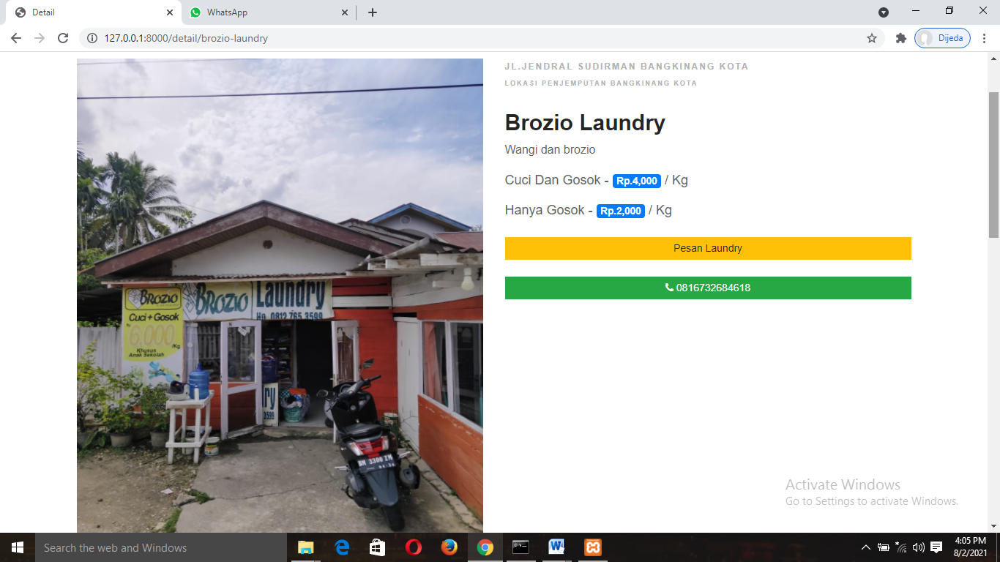 Detail
WhatsApp
127.0.0.1:8000/detail/brozio-laundry
Dijeda
JL.JENDRAL SUDIRMAN BANGKINANG KOTA
LOKASI PENJEMPUTAN BANGKINANG KOTA
Brozio Laundry
Wangi dan brozio
Cuci Dan Gosok - Rp.4,000 / Kg
Hanya Gosok - Rp.2,000 / Kg
Pesan Laundry
0816732684618
BROZIO
Cuci + Gosok
Rp 6.000 /Kg
Khusus
Anak Sekolah
BROZIO Laundry
Hp. 0812 765 3599
ry
3599
BM 3300 ZM
Activate Windows
Go to Settings to activate Windows.
Search the web and Windows
4:05 PM
8/2/2021